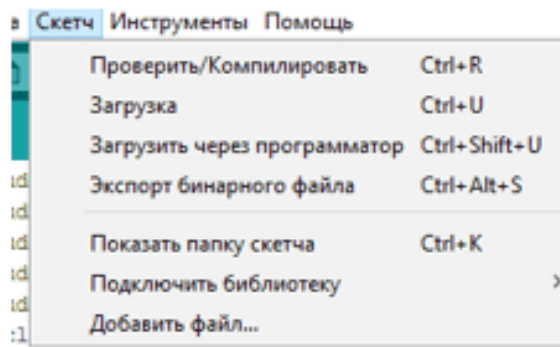 Скетч Инструменты Помощь
Проверить/Компилировать Ctrl+R
Загрузка Ctrl+U
Загрузить через программатор Ctrl+Shift+U
Экспорт бинарного файла Ctrl+Alt+S
Показать папку скетча Ctrl+K
Подключить библиотеку
Добавить файл...